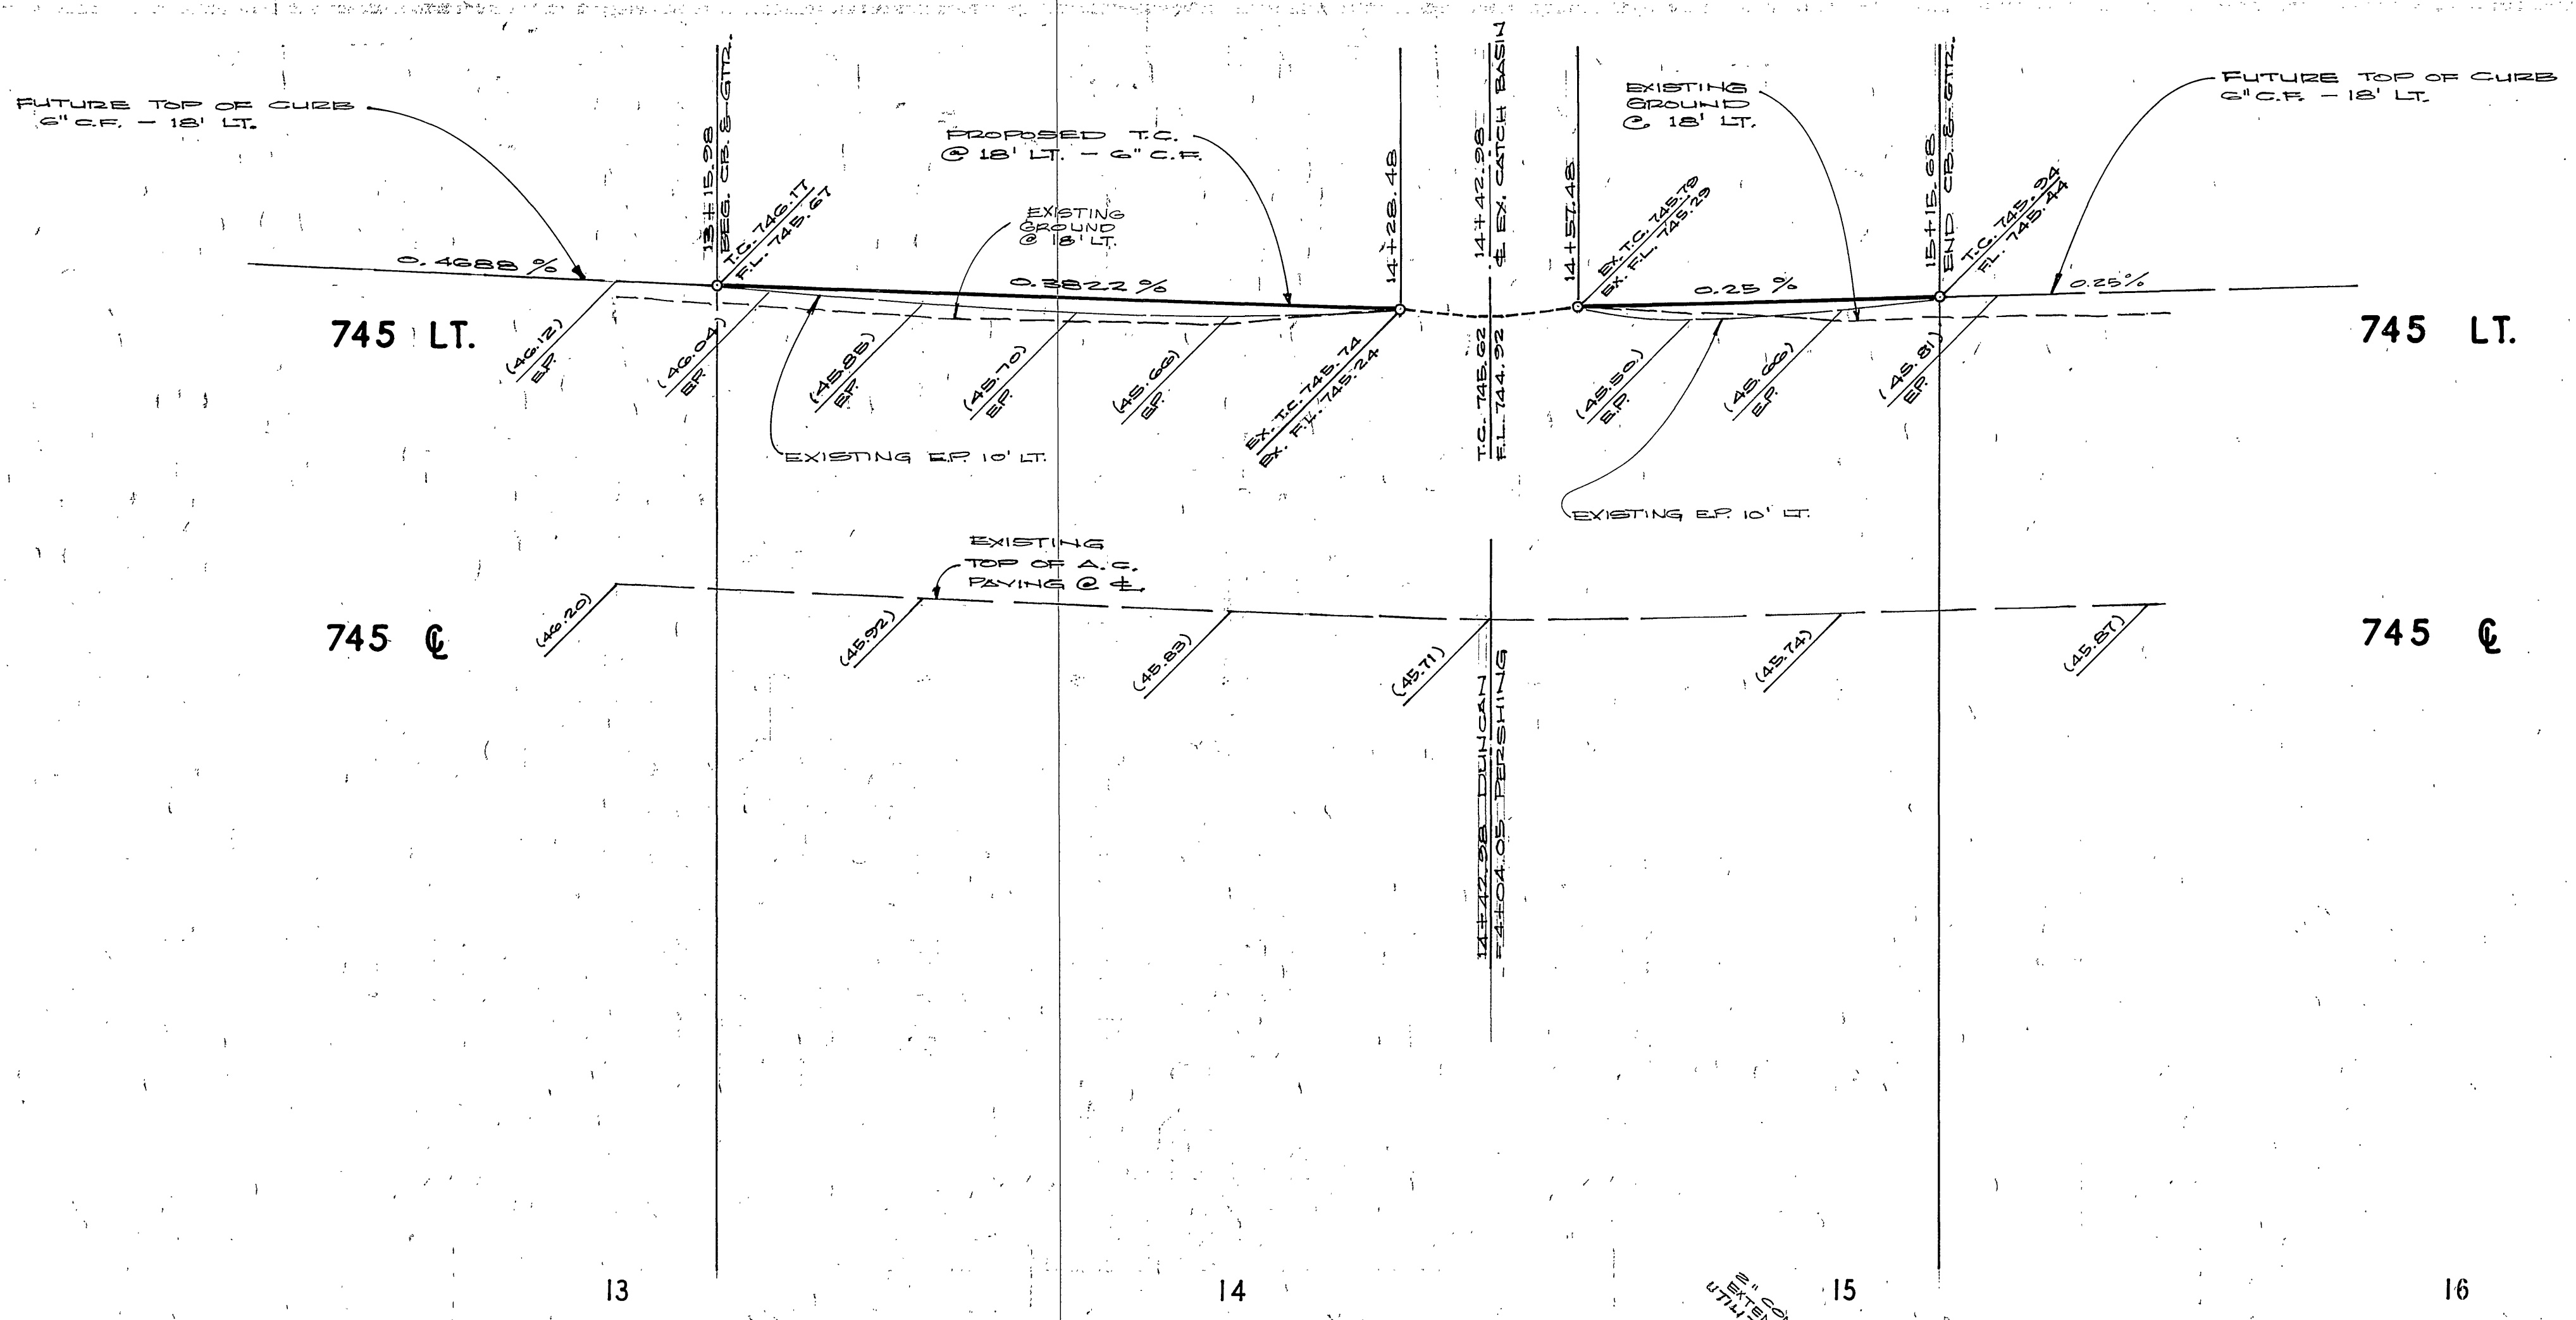 FUTURE TOP OF CURB
6" C.F. - 18' LT.
13+15.98
BEG. CB. & GTR.
T.C. 746.17
F.L. 745.67
PROPOSED T.C.
@ 18' LT. - 6" C.F.
EXISTING
GROUND
@ 18' LT.
14+28.48
14+42.98
℄ EX. CATCH BASIN
14+57.48
EX. T.C. 745.79
EX. F.L. 745.29
EXISTING
GROUND
@ 18' LT.
15+15.68
END CB. & GTR.
T.C. 745.94
F.L. 745.44
FUTURE TOP OF CURB
6" C.F. - 18' LT.
0.4688 %
0.3822 %
0.25 %
0.25%
745 LT.
(46.12)
E.P.
(46.04)
E.P.
(45.88)
E.P.
(45.70)
E.P.
(45.66)
E.P.
EX. T.C. 745.74
EX. F.L. 745.24
T.C. 745.62
F.L. 744.92
(45.50)
E.P.
(45.66)
E.P.
(45.81)
E.P.
745 LT.
EXISTING E.P. 10' LT.
EXISTING E.P. 10' LT.
EXISTING
TOP OF A.C.
PAVING @ ℄
745 ℄
(46.20)
(45.92)
(45.83)
(45.71)
(45.74)
(45.87)
745 ℄
14+42.98 DUNCAN
= 4+04.05 PERSHING
13
14
15
16
2" CO
EXTEN